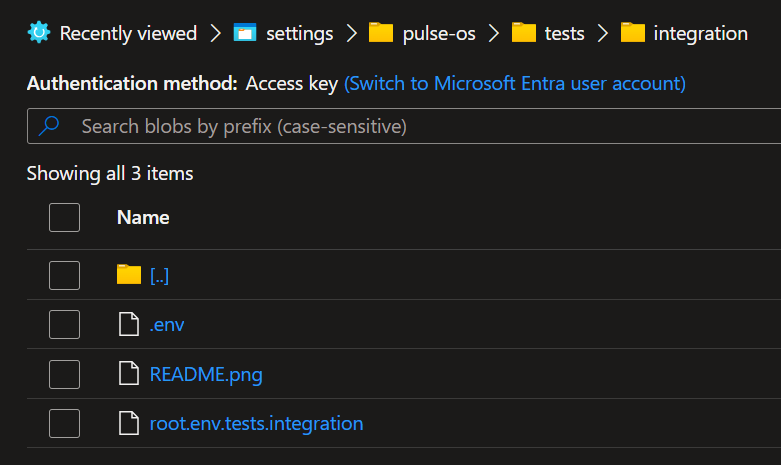 Recently viewed > settings > pulse-os > tests > integration
Authentication method: Access key (Switch to Microsoft Entra user account)
Search blobs by prefix (case-sensitive)
Showing all 3 items
Name
[..]
.env
README.png
root.env.tests.integration